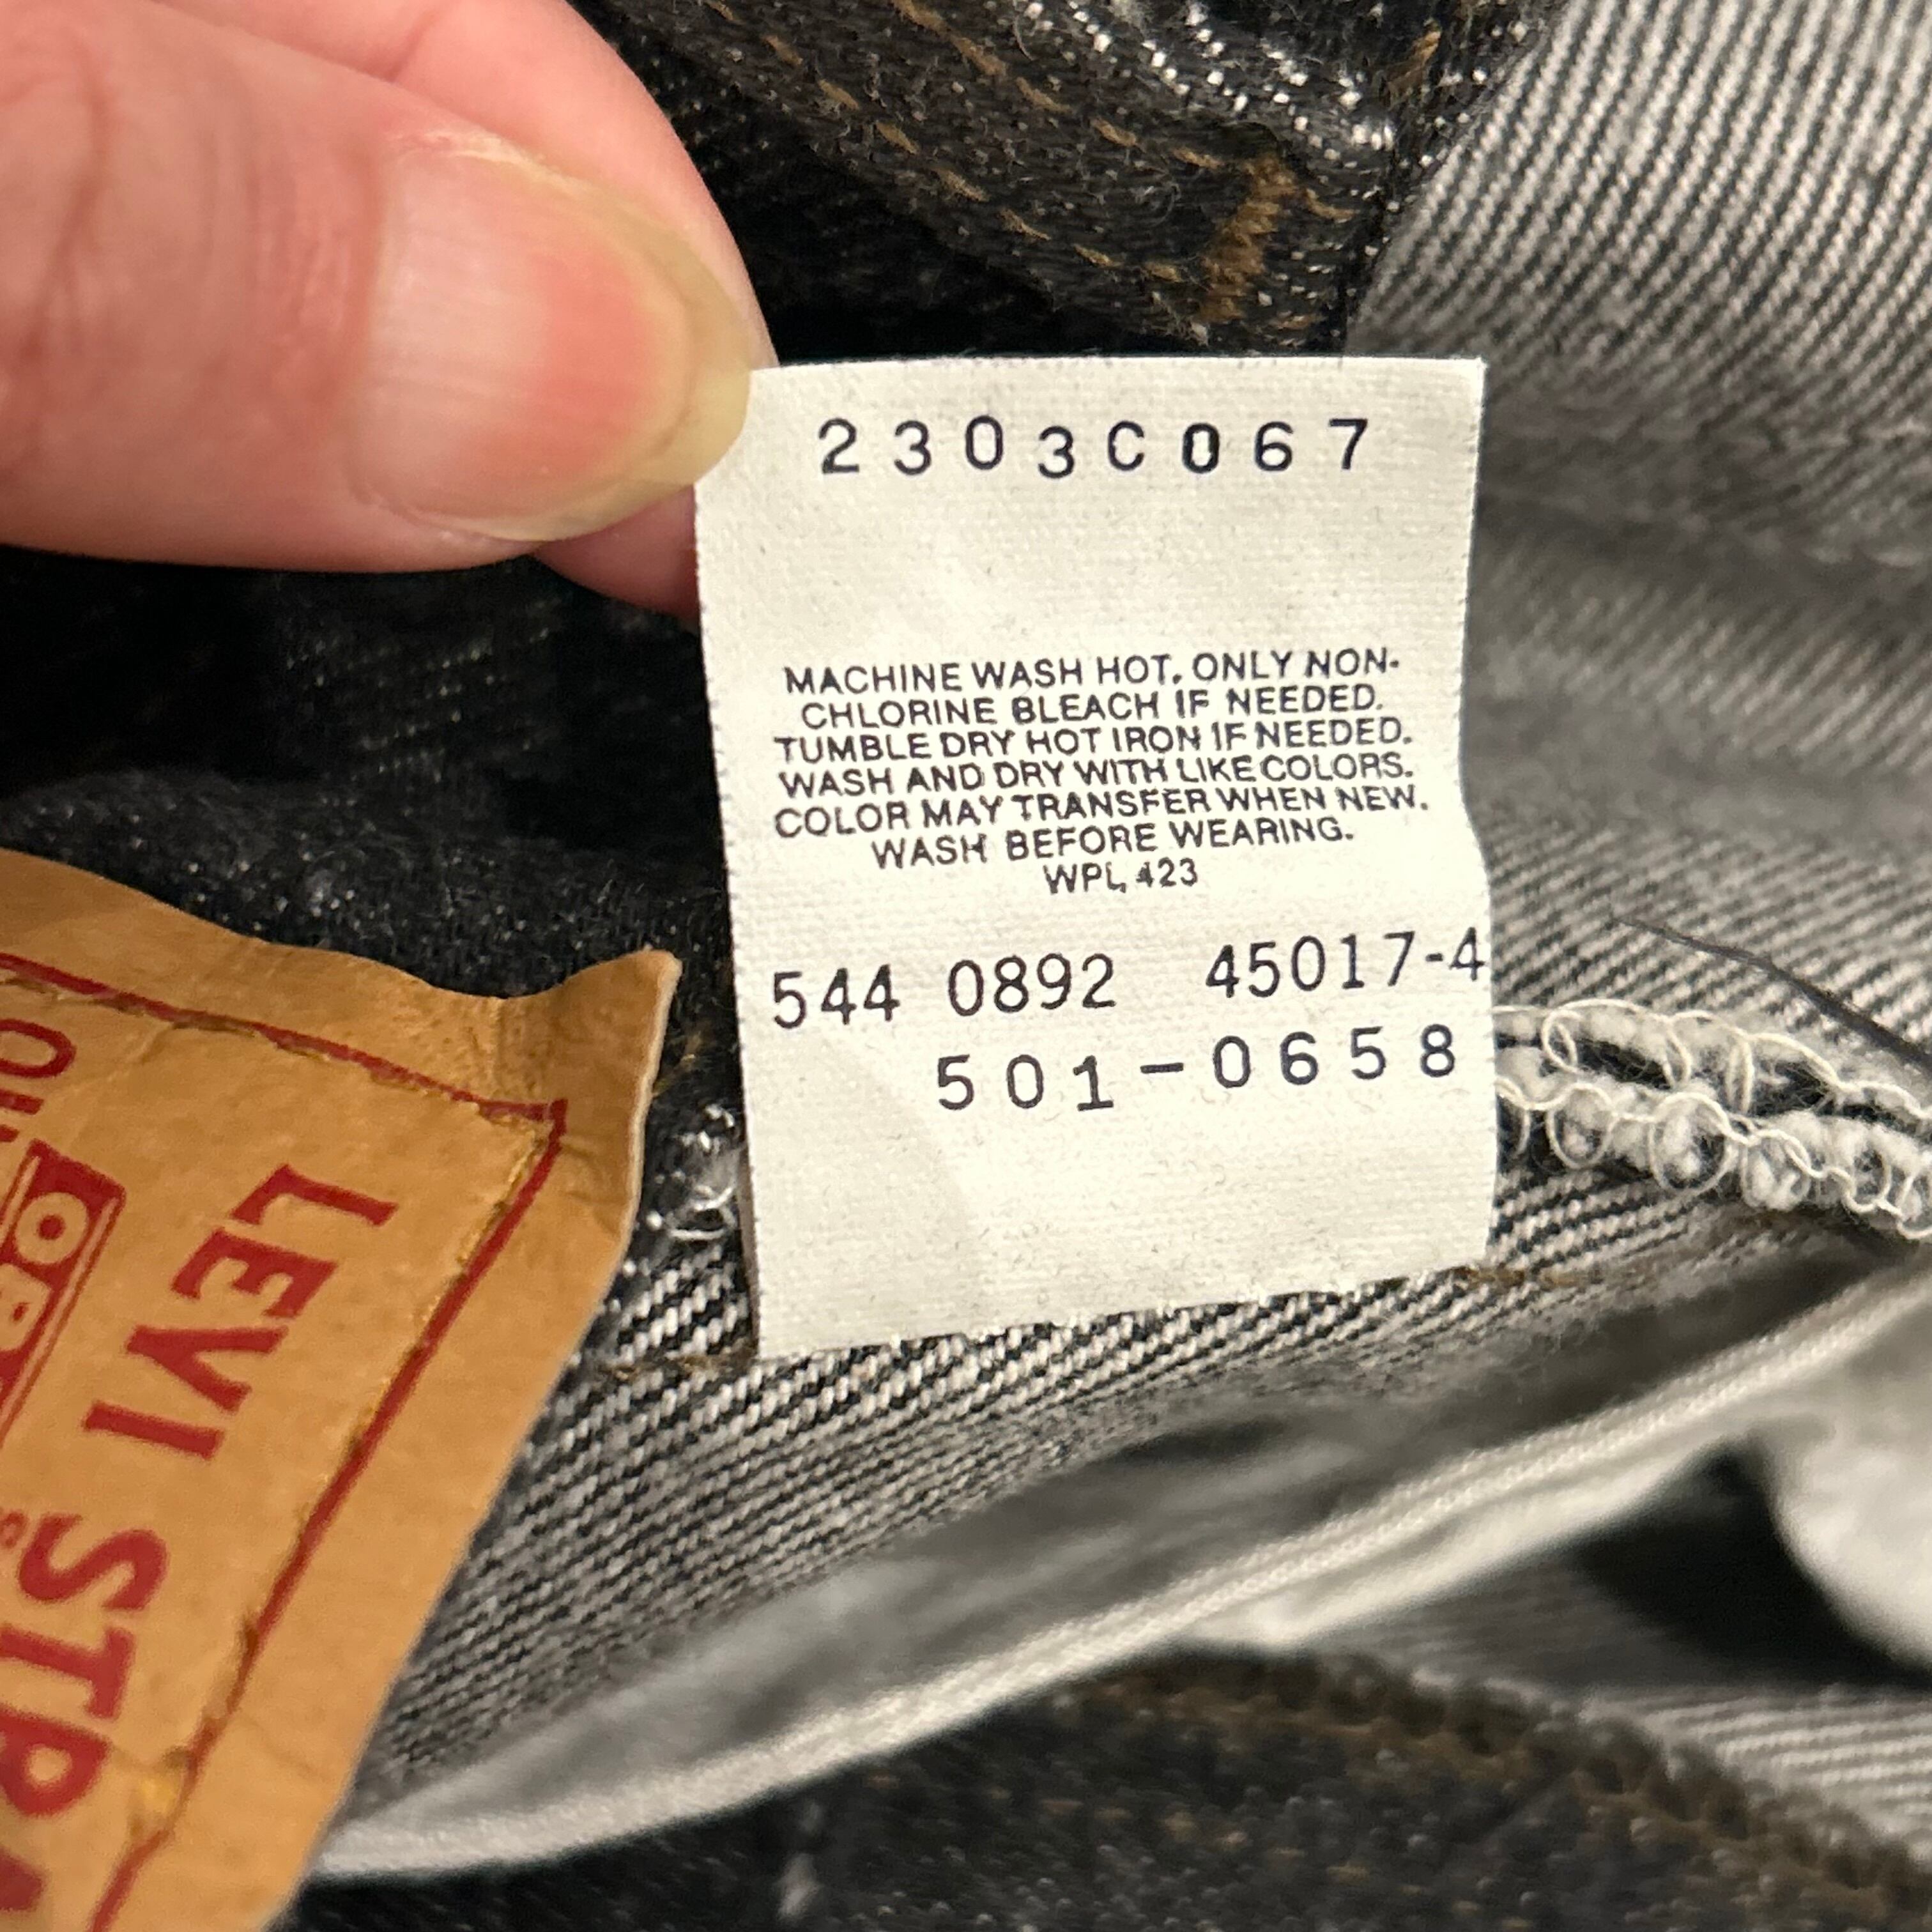 2303C067
MACHINE WASH HOT. ONLY NON-
CHLORINE BLEACH IF NEEDED.
TUMBLE DRY HOT IRON IF NEEDED.
WASH AND DRY WITH LIKE COLORS.
COLOR MAY TRANSFER WHEN NEW.
WASH BEFORE WEARING.
WPL 423
544 0892 45017-4
501-0658
LEVI